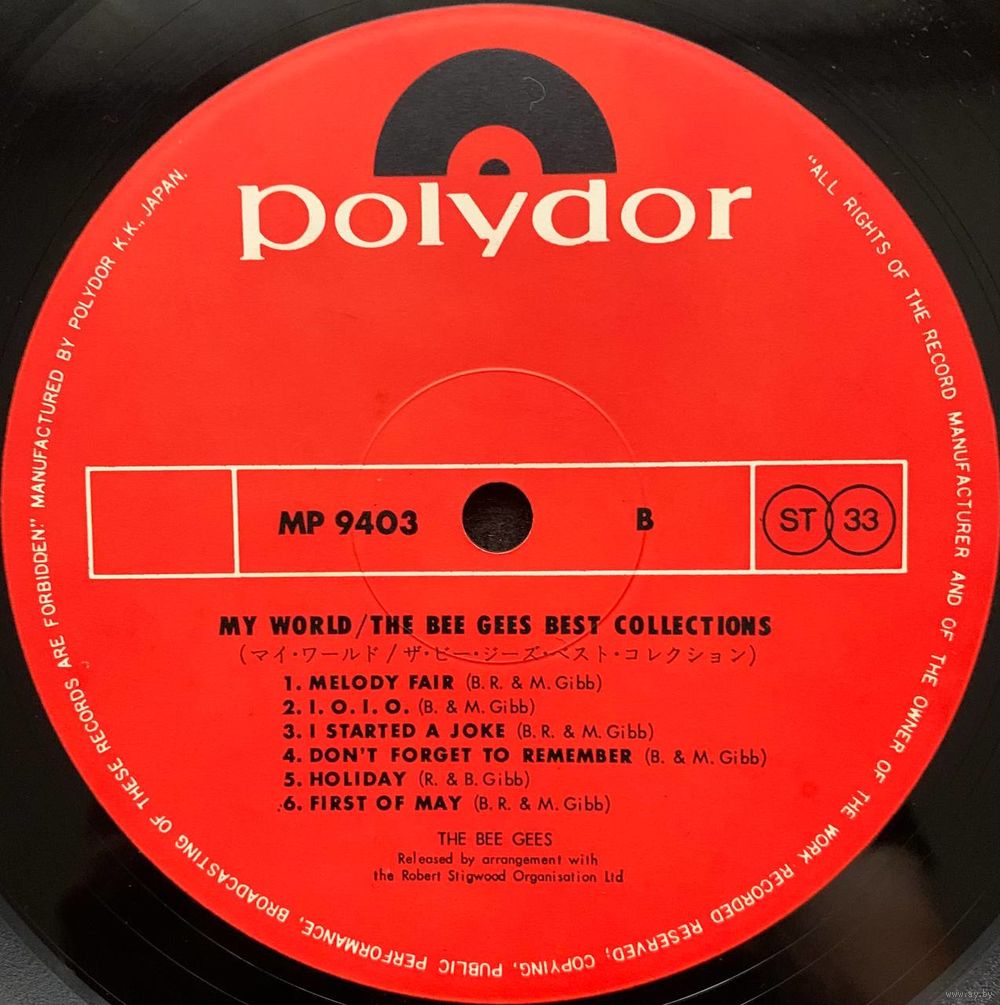 polydor
"ALL RIGHTS OF THE RECORD MANUFACTURER AND OF THE OWNER OF THE WORK RECORDED RESERVED; COPYING, PUBLIC PERFORMANCE, BROADCASTING OF THESE RECORDS ARE FORBIDDEN." MANUFACTURED BY POLYDOR K.K., JAPAN.
MP 9403 B ST 33
MY WORLD/THE BEE GEES BEST COLLECTIONS
(マイ・ワールド/ザ・ビー・ジーズ・ベスト・コレクション)
1. MELODY FAIR (B. R. & M. Gibb)
2. I. O. I. O. (B. & M. Gibb)
3. I STARTED A JOKE (B. R. & M. Gibb)
4. DON'T FORGET TO REMEMBER (B. & M. Gibb)
5. HOLIDAY (R. & B. Gibb)
6. FIRST OF MAY (B. R. & M. Gibb)
THE BEE GEES
Released by arrangement with
the Robert Stigwood Organisation Ltd
www.ay.by